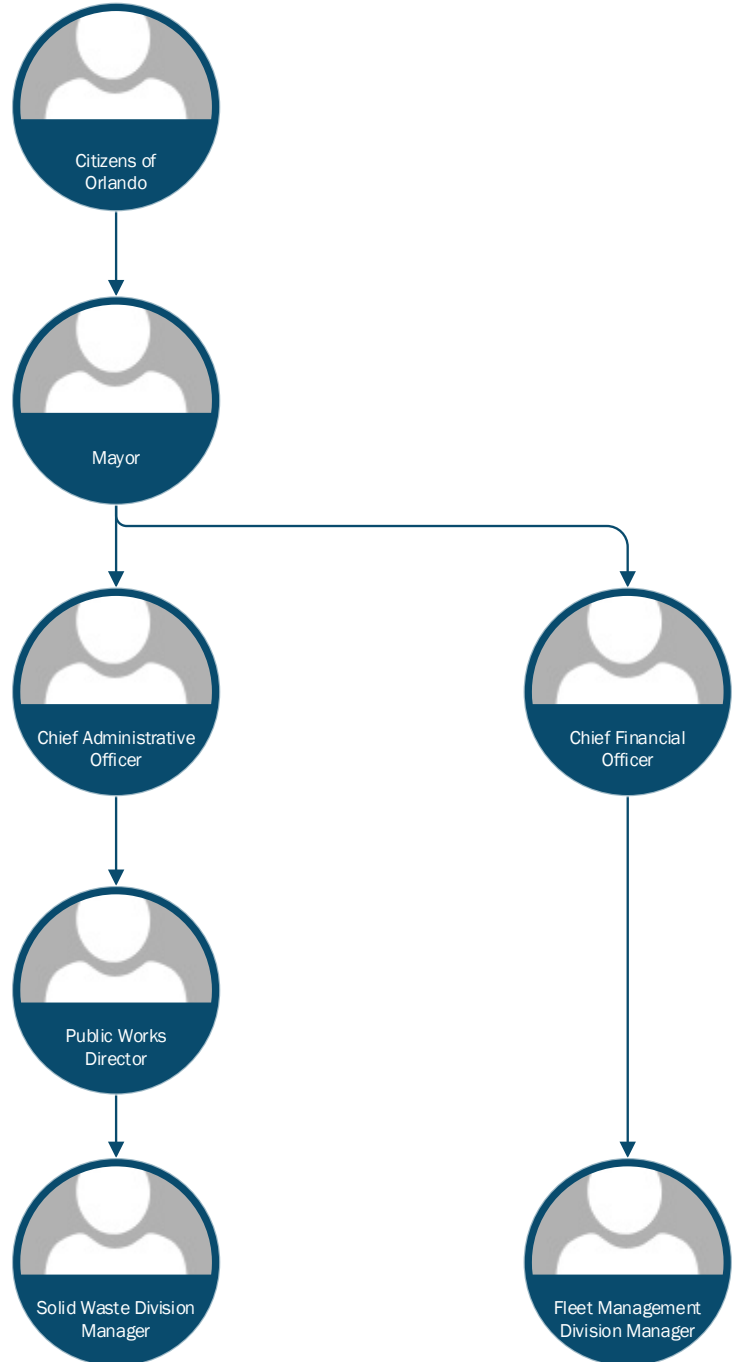 Citizens of
Orlando
Mayor
Chief Administrative
Officer
Chief Financial
Officer
Public Works
Director
Solid Waste Division
Manager
Fleet Management
Division Manager